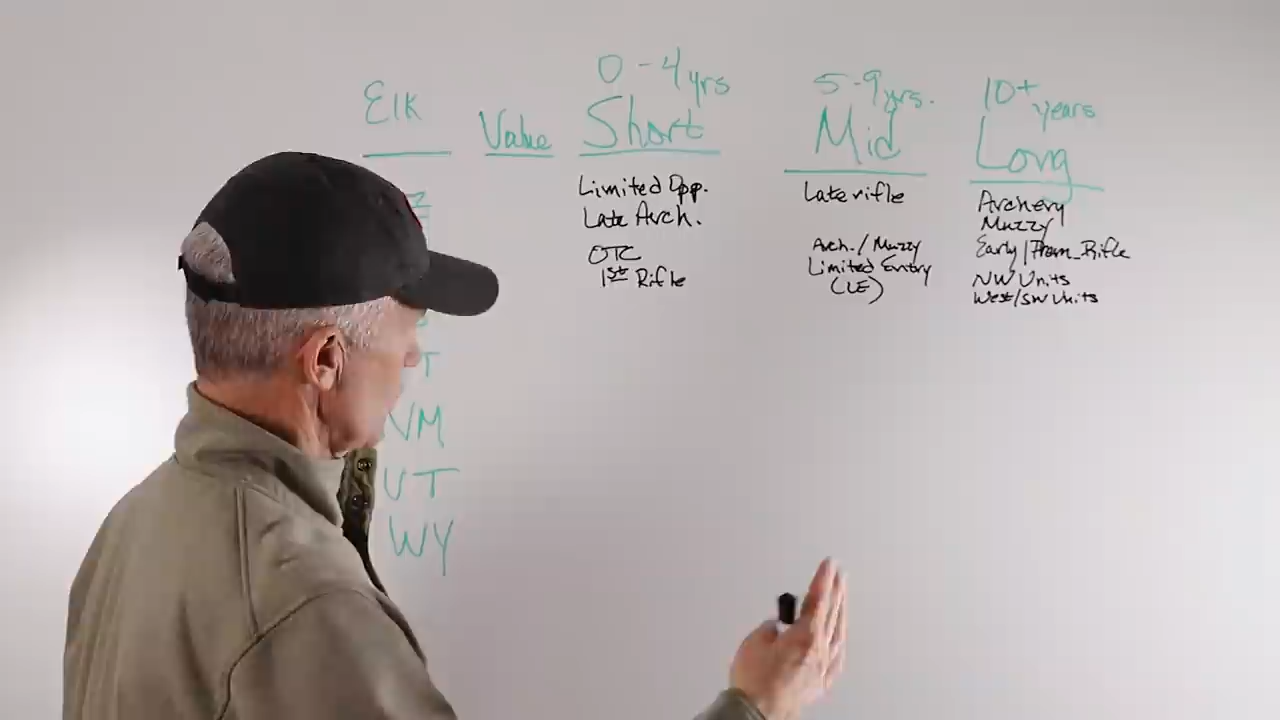 0 - 4 yrs
5-9 yrs.
10+ years
Elk
Value
Short
Mid
Long
Limited Opp.
Late rifle
Archery
Late Arch.
Muzzy
OTC
Arch. / Muzzy
Early/Prem. Rifle
1st Rifle
Limited Entry
NW Units
(LE)
West/SW Units
T
NM
UT
WY